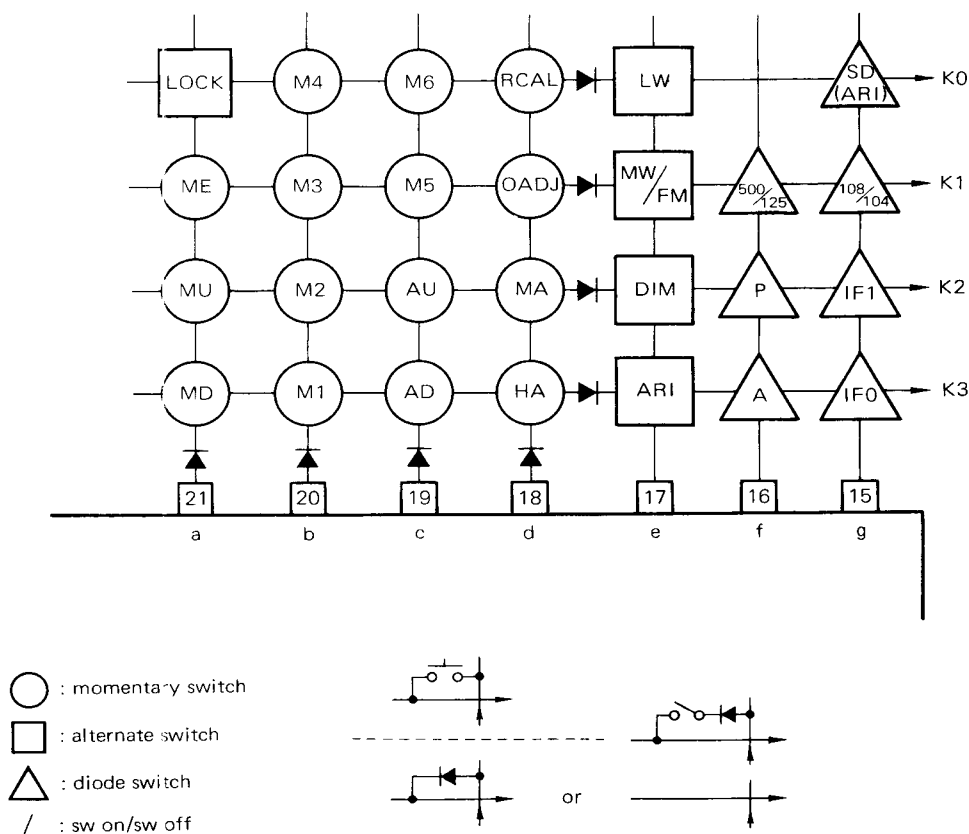 LOCK M4 M6 RCAL LW SD (ARI) K0
ME M3 M5 OADJ MW/FM 500/125 108/104 K1
MU M2 AU MA DIM P IF1 K2
MD M1 AD HA ARI A IF0 K3
21 20 19 18 17 16 15
a b c d e f g
: momentary switch
: alternate switch
: diode switch
or
/ : sw on/sw off